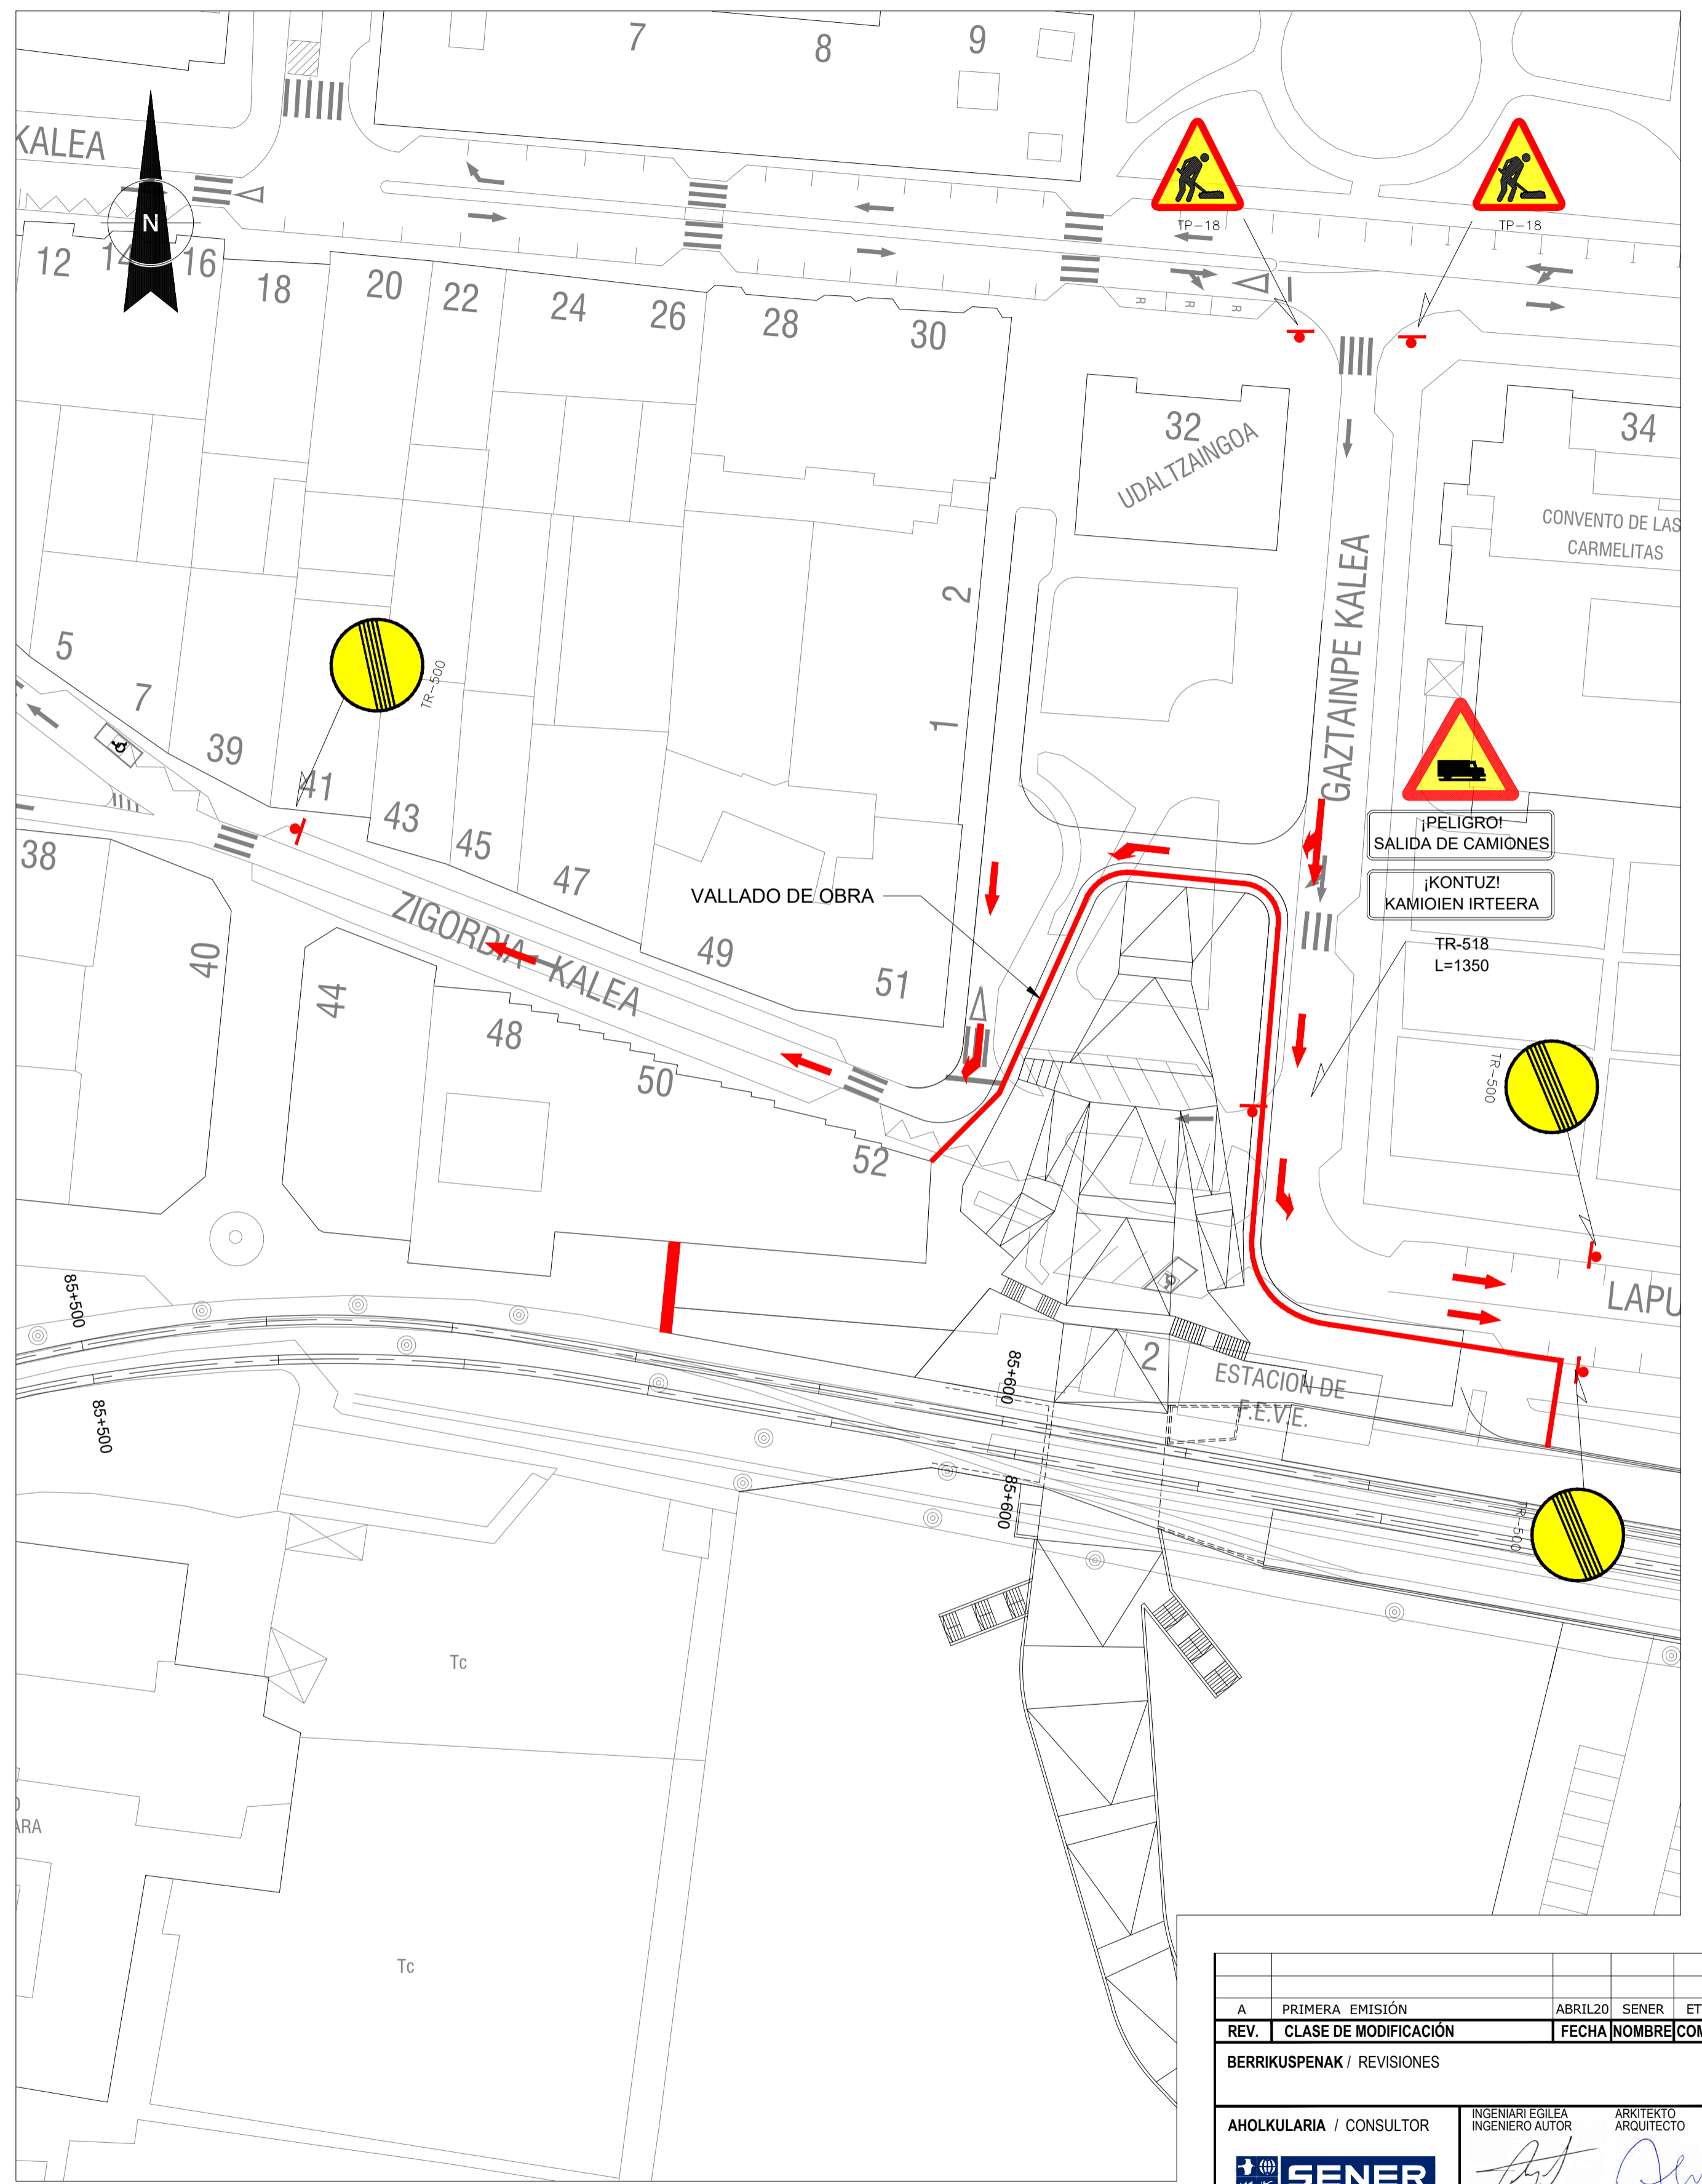 7
8
9
KALEA
N
TP-18
TP-18
12
14
16
18
20
22
24
26
28
30
R
R
R
32
UDALTZAINGOA
34
CONVENTO DE LAS
CARMELITAS
GAZTAINPE KALEA
2
1
5
7
39
41
43
45
47
49
51
TR-500
38
40
44
48
50
52
ZIGORDIA KALEA
VALLADO DE OBRA
¡PELIGRO!
SALIDA DE CAMIONES
¡KONTUZ!
KAMIOIEN IRTEERA
TR-518
L=1350
TR-500
LAPU
85+500
85+500
85+600
85+600
2
ESTACION DE
F.E.V.E.
TR-500
Tc
ARA
Tc
A PRIMERA EMISIÓN ABRIL20 SENER ET
REV. CLASE DE MODIFICACIÓN FECHA NOMBRE COM
BERRIKUSPENAK / REVISIONES
AHOLKULARIA / CONSULTOR
INGENIARI EGILEA
INGENIERO AUTOR
ARKITEKTO
ARQUITECTO
SENER